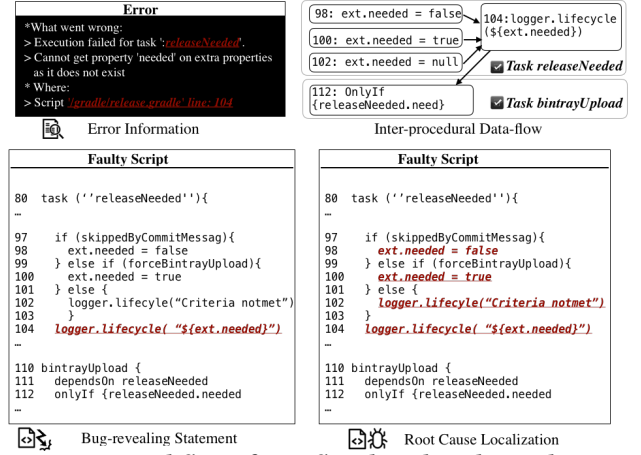 Error
*What went wrong:
> Execution failed for task ':releaseNeeded'.
> Cannot get property 'needed' on extra properties
as it does not exist
* Where:
> Script '/gradle/release.gradle' line: 104
Error Information
98: ext.needed = false
100: ext.needed = true
102: ext.needed = null
104:logger.lifecycle
(${ext.needed})
Task releaseNeeded
112: OnlyIf
{releaseNeeded.need}
Task bintrayUpload
Inter-procedural Data-flow
Faulty Script
80 task (‘’releaseNeeded''){
…
97 if (skippedByCommitMessag){
98 ext.needed = false
99 } else if (forceBintrayUpload){
100 ext.needed = true
101 } else {
102 logger.lifecyle(“Criteria notmet”)
103 }
104 logger.lifecycle( “${ext.needed}”)
…
110 bintrayUpload {
111 dependsOn releaseNeeded
112 onlyIf {releaseNeeded.needed
…
Bug-revealing Statement
Faulty Script
80 task (‘’releaseNeeded''){
…
97 if (skippedByCommitMessag){
98 ext.needed = false
99 } else if (forceBintrayUpload){
100 ext.needed = true
101 } else {
102 logger.lifecyle(“Criteria notmet”)
103 }
104 logger.lifecycle( “${ext.needed}”)
…
110 bintrayUpload {
111 dependsOn releaseNeeded
112 onlyIf {releaseNeeded.needed
…
Root Cause Localization